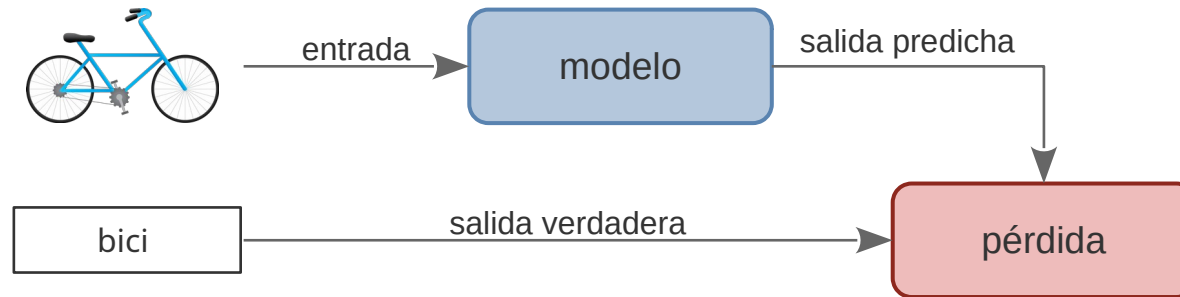 entrada
modelo
salida predicha
bici
salida verdadera
pérdida